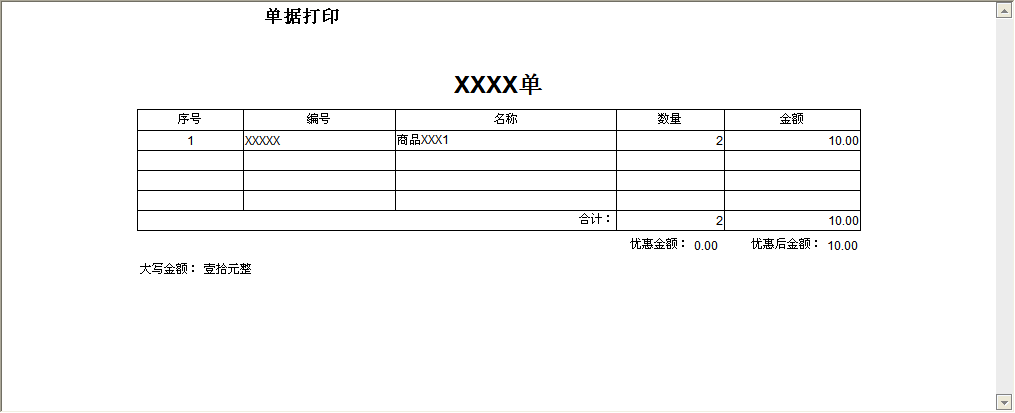 单据打印
XXXX单
序号 编号 名称 数量 金额
1 XXXXX 商品XXX1 2 10.00
合计： 2 10.00
优惠金额： 0.00 优惠后金额： 10.00
大写金额： 壹拾元整